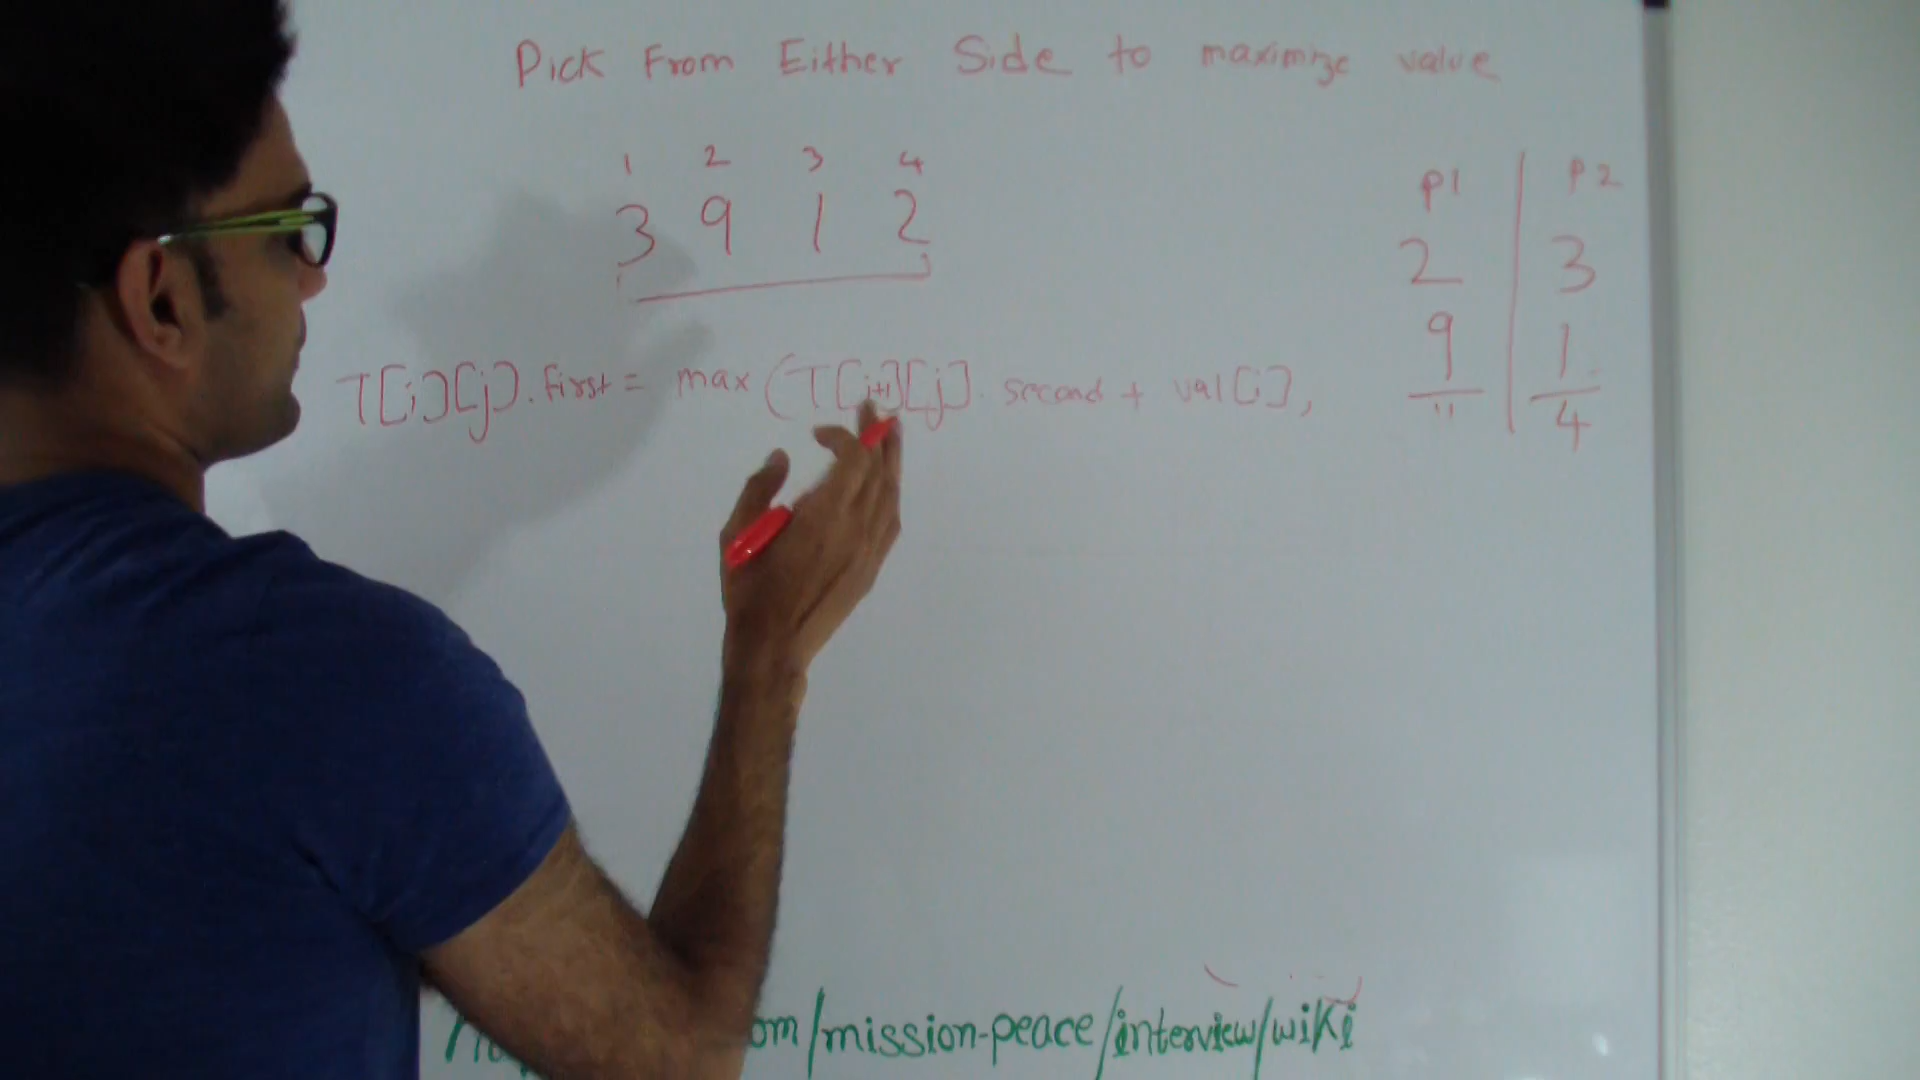 Pick From Either Side to maximize value
1 2 3 4
3 9 1 2
T[i][j].first = max (T[i+1][j].second + val[i],
P1 P2
2 3
9 1
11 4
om/mission-peace/interview/wiki